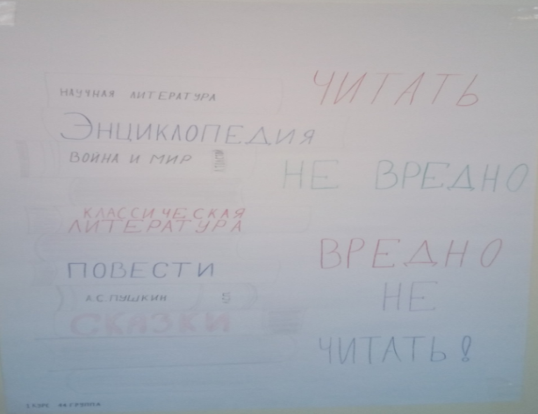 НАУЧНАЯ ЛИТЕРАТУРА
ЭНЦИКЛОПЕДИЯ
ВОЙНА И МИР
КЛАССИЧЕСКАЯ
ЛИТЕРАТУРА
ПОВЕСТИ
А.С.ПУШКИН
СКАЗКИ
ЧИТАТЬ
НЕ ВРЕДНО
ВРЕДНО
НЕ
ЧИТАТЬ!